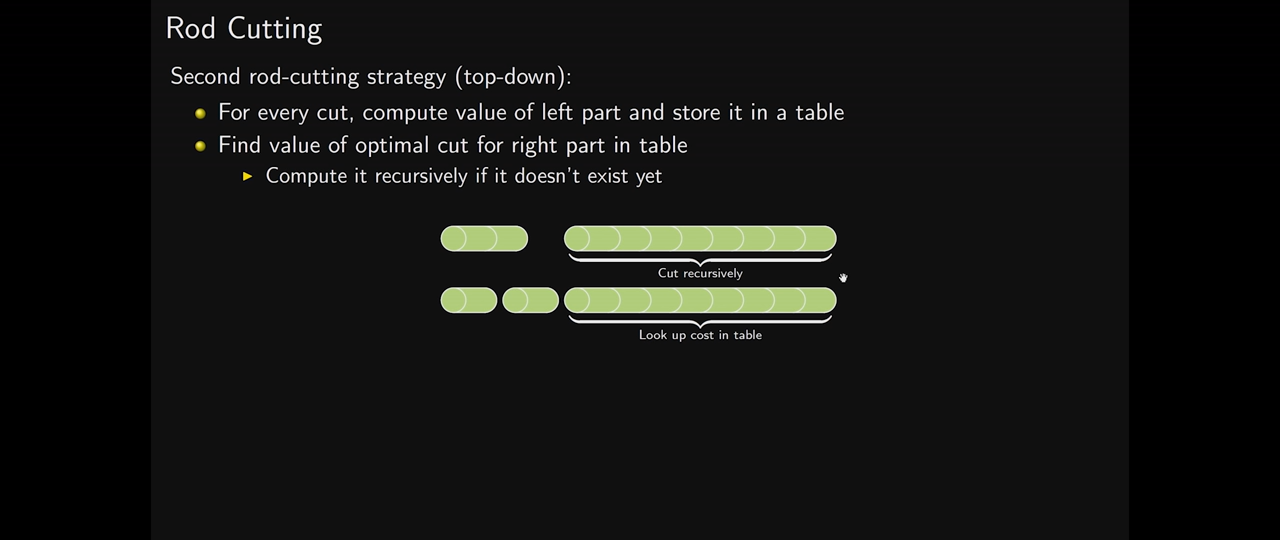 Rod Cutting
Second rod-cutting strategy (top-down):
For every cut, compute value of left part and store it in a table
Find value of optimal cut for right part in table
Compute it recursively if it doesn't exist yet
Cut recursively
Look up cost in table